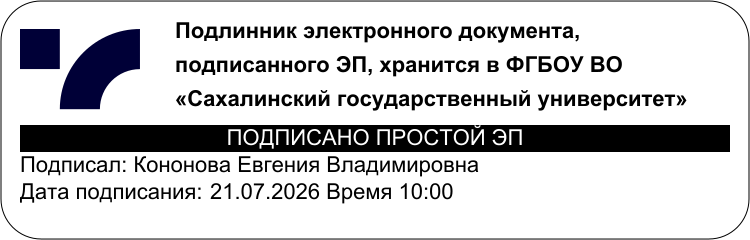 Подлинник электронного документа,
подписанного ЭП, хранится в ФГБОУ ВО
«Сахалинский государственный университет»
ПОДПИСАНО ПРОСТОЙ ЭП
Подписал: Кононова Евгения Владимировна
Дата подписания: 21.07.2026 Время 10:00